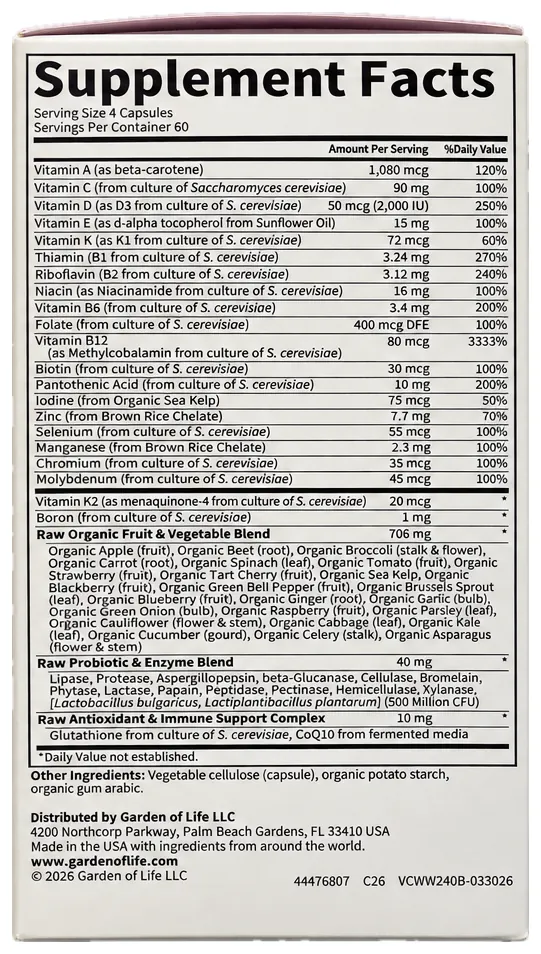 Supplement Facts
Serving Size 4 Capsules
Servings Per Container 60
Amount Per Serving %Daily Value
Vitamin A (as beta-carotene) 1,080 mcg 120%
Vitamin C (from culture of Saccharomyces cerevisiae) 90 mg 100%
Vitamin D (as D3 from culture of S. cerevisiae) 50 mcg (2,000 IU) 250%
Vitamin E (as d-alpha tocopherol from Sunflower Oil) 15 mg 100%
Vitamin K (as K1 from culture of S. cerevisiae) 72 mcg 60%
Thiamin (B1 from culture of S. cerevisiae) 3.24 mg 270%
Riboflavin (B2 from culture of S. cerevisiae) 3.12 mg 240%
Niacin (as Niacinamide from culture of S. cerevisiae) 16 mg 100%
Vitamin B6 (from culture of S. cerevisiae) 3.4 mg 200%
Folate (from culture of S. cerevisiae) 400 mcg DFE 100%
Vitamin B12 80 mcg 3333%
(as Methylcobalamin from culture of S. cerevisiae)
Biotin (from culture of S. cerevisiae) 30 mcg 100%
Pantothenic Acid (from culture of S. cerevisiae) 10 mg 200%
Iodine (from Organic Sea Kelp) 75 mcg 50%
Zinc (from Brown Rice Chelate) 7.7 mg 70%
Selenium (from culture of S. cerevisiae) 55 mcg 100%
Manganese (from Brown Rice Chelate) 2.3 mg 100%
Chromium (from culture of S. cerevisiae) 35 mcg 100%
Molybdenum (from culture of S. cerevisiae) 45 mcg 100%
Vitamin K2 (as menaquinone-4 from culture of S. cerevisiae) 20 mcg *
Boron (from culture of S. cerevisiae) 1 mg *
Raw Organic Fruit & Vegetable Blend 706 mg *
Organic Apple (fruit), Organic Beet (root), Organic Broccoli (stalk & flower),
Organic Carrot (root), Organic Spinach (leaf), Organic Tomato (fruit), Organic
Strawberry (fruit), Organic Tart Cherry (fruit), Organic Sea Kelp, Organic
Blackberry (fruit), Organic Green Bell Pepper (fruit), Organic Brussels Sprout
(leaf), Organic Blueberry (fruit), Organic Ginger (root), Organic Garlic (bulb),
Organic Green Onion (bulb), Organic Raspberry (fruit), Organic Parsley (leaf),
Organic Cauliflower (flower & stem), Organic Cabbage (leaf), Organic Kale
(leaf), Organic Cucumber (gourd), Organic Celery (stalk), Organic Asparagus
(flower & stem)
Raw Probiotic & Enzyme Blend 40 mg *
Lipase, Protease, Aspergillopepsin, beta-Glucanase, Cellulase, Bromelain,
Phytase, Lactase, Papain, Peptidase, Pectinase, Hemicellulase, Xylanase,
[Lactobacillus bulgaricus, Lactiplantibacillus plantarum] (500 Million CFU)
Raw Antioxidant & Immune Support Complex 10 mg *
Glutathione from culture of S. cerevisiae, CoQ10 from fermented media
*Daily Value not established.
Other Ingredients: Vegetable cellulose (capsule), organic potato starch,
organic gum arabic.
Distributed by Garden of Life LLC
4200 Northcorp Parkway, Palm Beach Gardens, FL 33410 USA
Made in the USA with ingredients from around the world.
www.gardenoflife.com
© 2026 Garden of Life LLC
44476807 C26 VCWW240B-033026